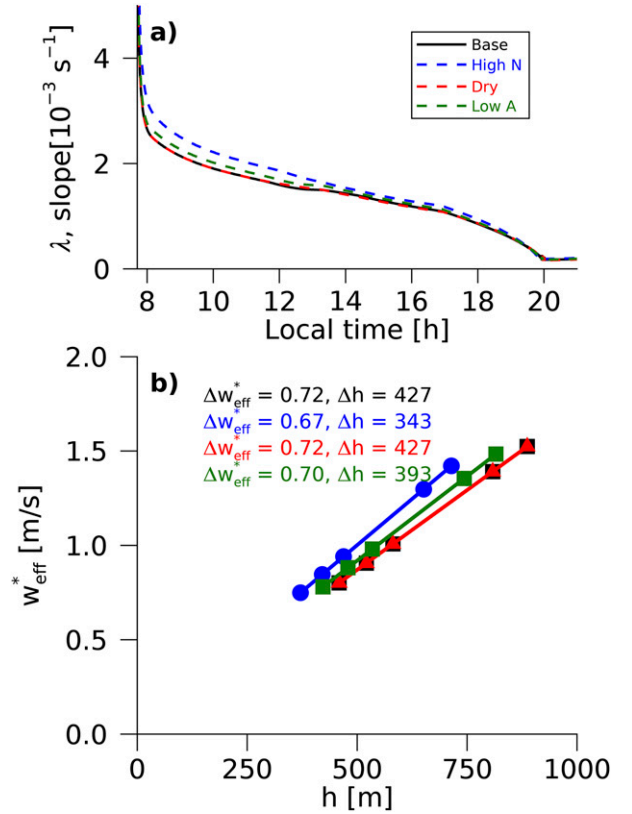 a)
Base
High N
Dry
Low A
λ, slope[10⁻³ s⁻¹]
4
2
0
8 10 12 14 16 18 20
Local time [h]
b)
Δw*eff = 0.72, Δh = 427
Δw*eff = 0.67, Δh = 343
Δw*eff = 0.72, Δh = 427
Δw*eff = 0.70, Δh = 393
w*eff [m/s]
2.0
1.5
1.0
0.5
0.0
0 250 500 750 1000
h [m]